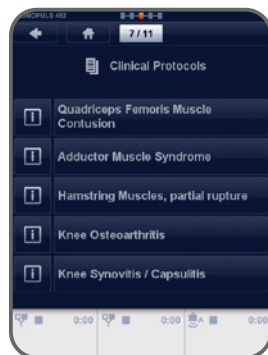 7 / 11
Clinical Protocols
Quadriceps Femoris Muscle
Contusion
Adductor Muscle Syndrome
Hamstring Muscles, partial rupture
Knee Osteoarthritis
Knee Synovitis / Capsulitis
0:00 0:00 A 0:00